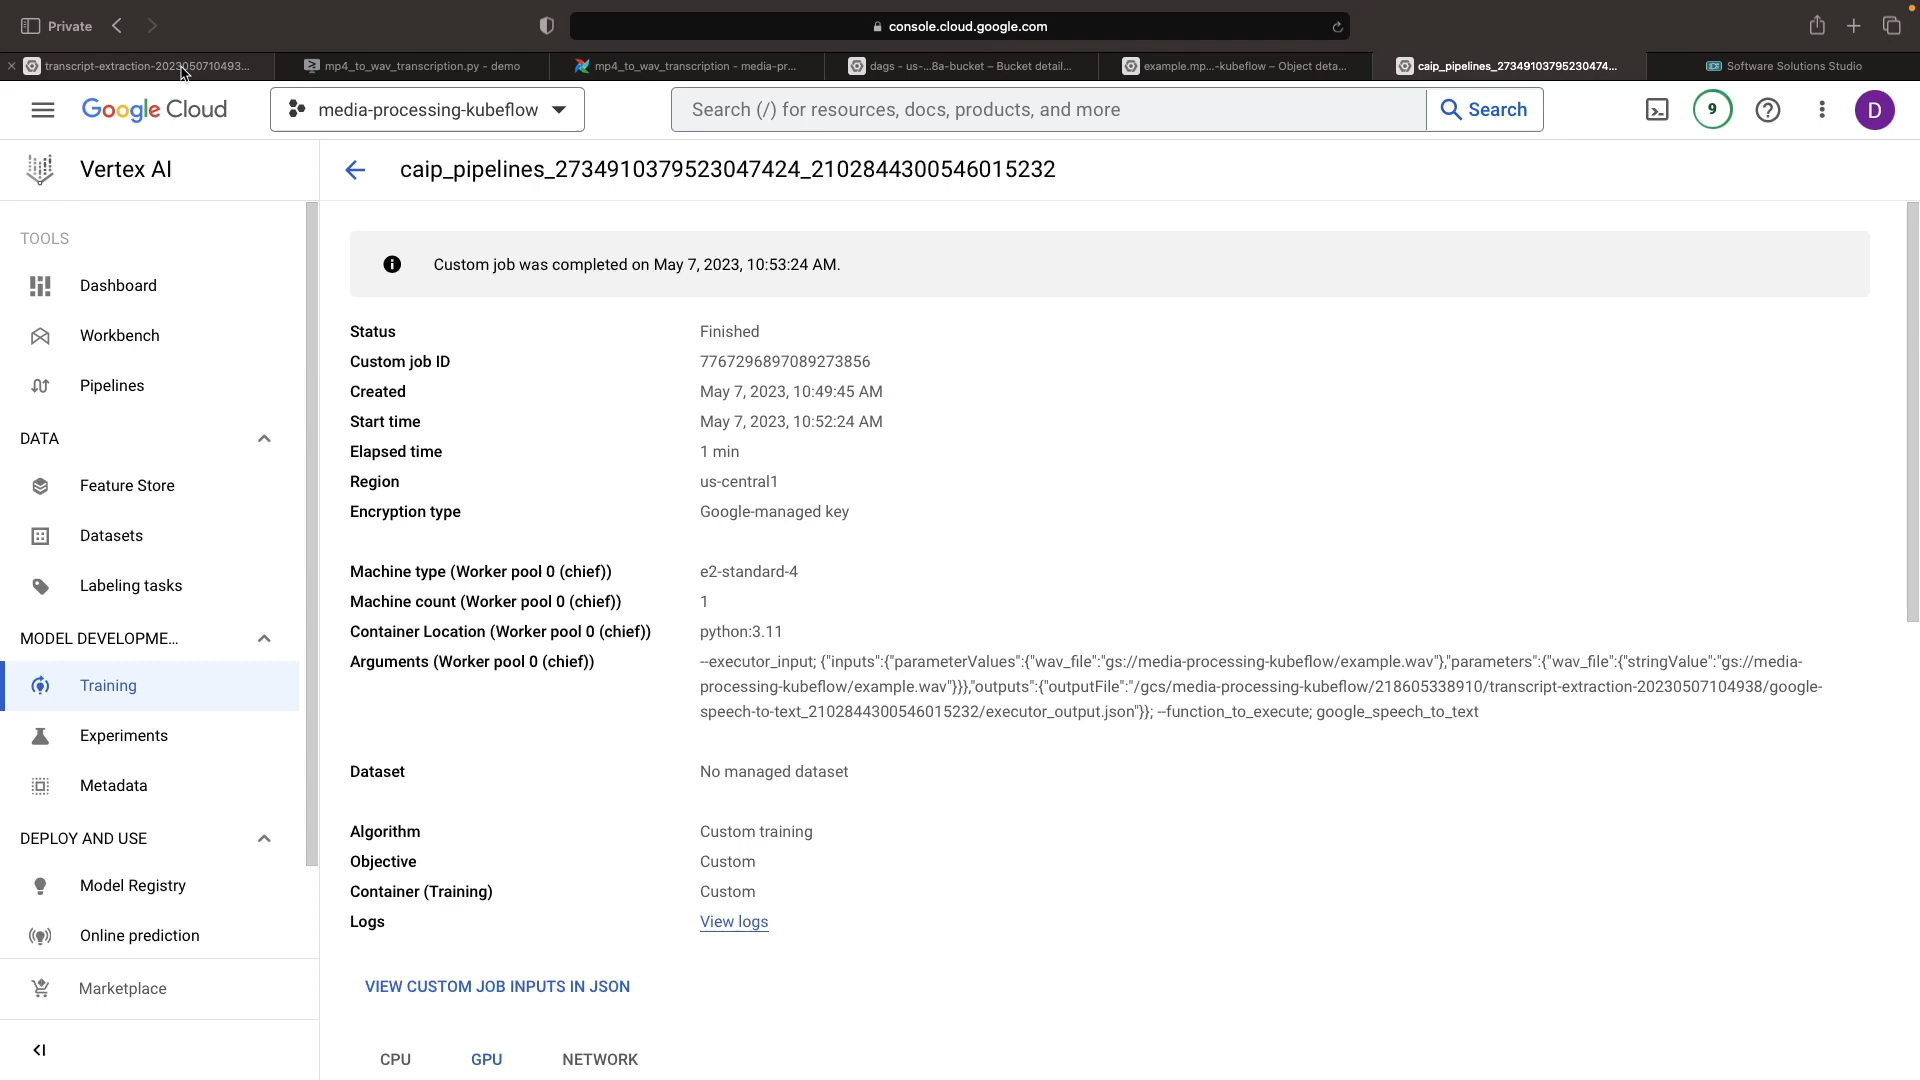 Private
console.cloud.google.com
transcript-extraction-2023050710493...
mp4_to_wav_transcription.py - demo
mp4_to_wav_transcription - media-pr...
dags - us-...8a-bucket – Bucket detail...
example.mp...-kubeflow – Object deta...
caip_pipelines_27349103795230474...
Software Solutions Studio
Google Cloud
media-processing-kubeflow
Search (/) for resources, docs, products, and more
Search
9
D
Vertex AI
caip_pipelines_2734910379523047424_2102844300546015232
TOOLS
Dashboard
Workbench
Pipelines
DATA
Feature Store
Datasets
Labeling tasks
MODEL DEVELOPME...
Training
Experiments
Metadata
DEPLOY AND USE
Model Registry
Online prediction
Marketplace
Custom job was completed on May 7, 2023, 10:53:24 AM.
Status Finished
Custom job ID 7767296897089273856
Created May 7, 2023, 10:49:45 AM
Start time May 7, 2023, 10:52:24 AM
Elapsed time 1 min
Region us-central1
Encryption type Google-managed key
Machine type (Worker pool 0 (chief)) e2-standard-4
Machine count (Worker pool 0 (chief)) 1
Container Location (Worker pool 0 (chief)) python:3.11
Arguments (Worker pool 0 (chief)) --executor_input; {"inputs":{"parameterValues":{"wav_file":"gs://media-processing-kubeflow/example.wav"},"parameters":{"wav_file":{"stringValue":"gs://media-
processing-kubeflow/example.wav"}}},"outputs":{"outputFile":"/gcs/media-processing-kubeflow/218605338910/transcript-extraction-20230507104938/google-
speech-to-text_2102844300546015232/executor_output.json"}}; --function_to_execute; google_speech_to_text
Dataset No managed dataset
Algorithm Custom training
Objective Custom
Container (Training) Custom
Logs View logs
VIEW CUSTOM JOB INPUTS IN JSON
CPU GPU NETWORK